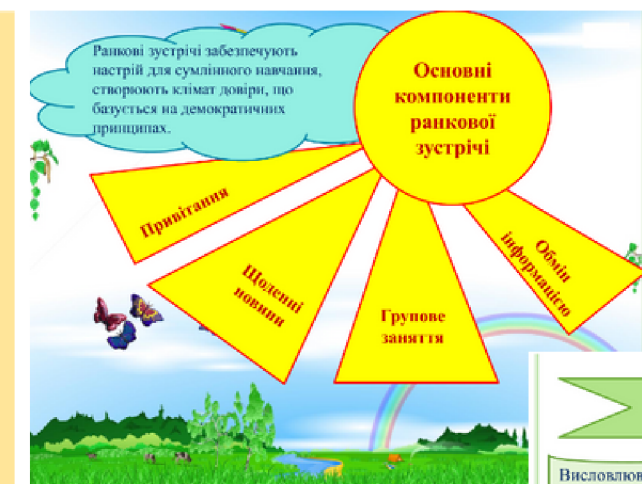 Ранкові зустрічі забезпечують
настрій для сумлінного навчання,
створюють клімат довіри, що
базується на демократичних
принципах.
Основні
компоненти
ранкової
зустрічі
Привітання
Щоденні
новини
Групове
заняття
Обмін
інформацією
Висловлюв